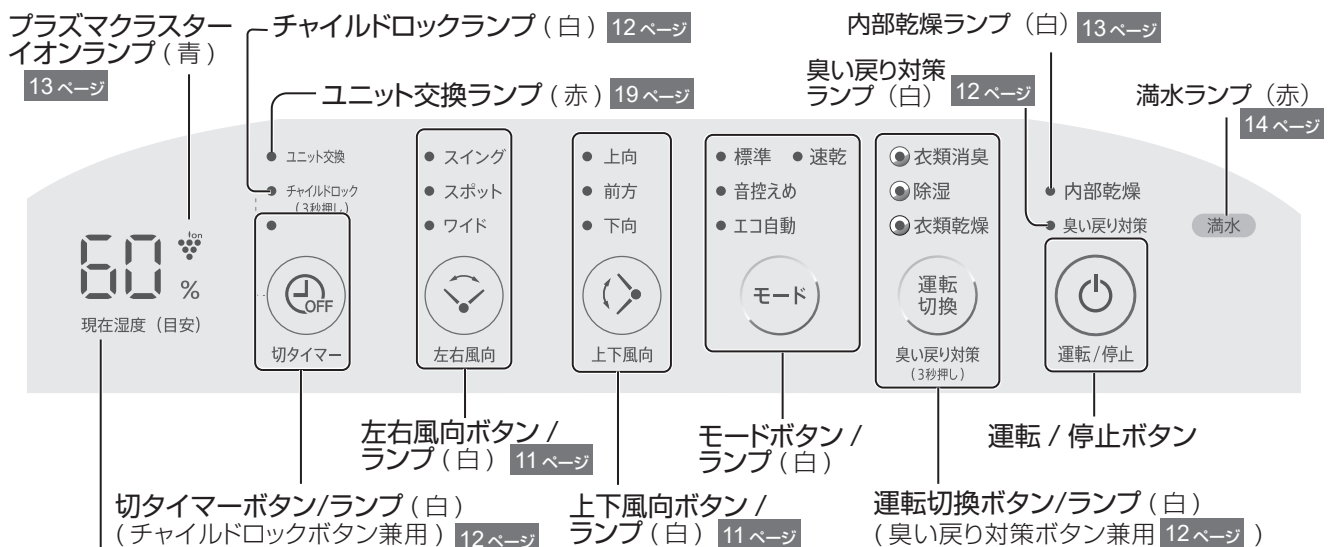 プラズマクラスター
イオンランプ(青)
13ページ
チャイルドロックランプ(白) 12ページ
ユニット交換ランプ(赤) 19ページ
内部乾燥ランプ(白) 13ページ
臭い戻り対策
ランプ(白) 12ページ
満水ランプ(赤)
14ページ
ユニット交換
チャイルドロック
(3秒押し)
スイング
スポット
ワイド
上向
前方
下向
標準 速乾
音控えめ
エコ自動
衣類消臭
除湿
衣類乾燥
内部乾燥
臭い戻り対策
満水
60
ion
%
現在湿度(目安)
OFF
切タイマー
左右風向
上下風向
モード
運転
切換
臭い戻り対策
(3秒押し)
運転/停止
左右風向ボタン/
ランプ(白) 11ページ
モードボタン/
ランプ(白)
運転/停止ボタン
切タイマーボタン/ランプ(白)
(チャイルドロックボタン兼用) 12ページ
上下風向ボタン/
ランプ(白) 11ページ
運転切換ボタン/ランプ(白)
(臭い戻り対策ボタン兼用 12ページ)